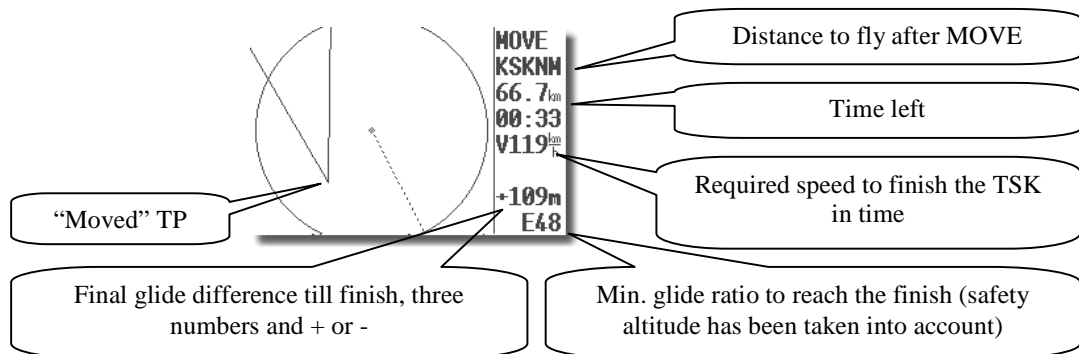 MOVE
KSKNM
66.7km
00:33
V119km/h
+109m
E48
Distance to fly after MOVE
Time left
Required speed to finish the TSK
in time
“Moved” TP
Final glide difference till finish, three
numbers and + or -
Min. glide ratio to reach the finish (safety
altitude has been taken into account)